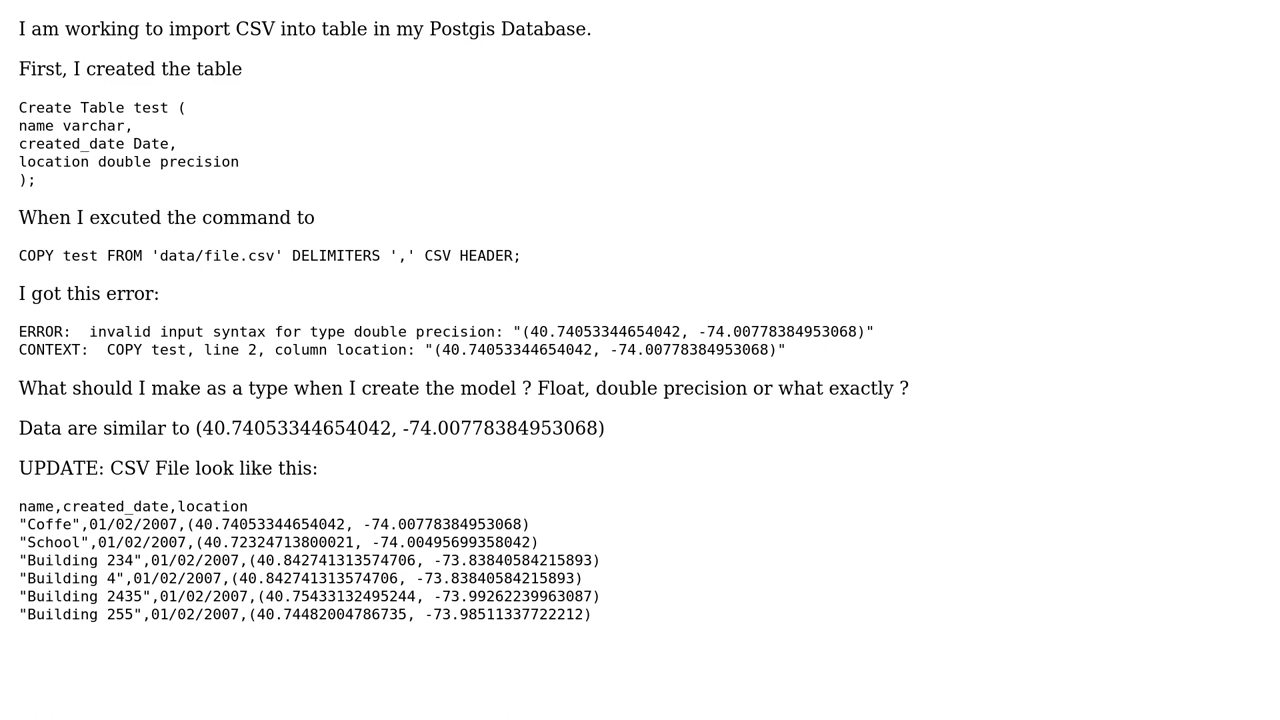 I am working to import CSV into table in my Postgis Database.
First, I created the table
Create Table test (
name varchar,
created_date Date,
location double precision
);
When I excuted the command to
COPY test FROM 'data/file.csv' DELIMITERS ',' CSV HEADER;
I got this error:
ERROR:  invalid input syntax for type double precision: "(40.74053344654042, -74.00778384953068)"
CONTEXT:  COPY test, line 2, column location: "(40.74053344654042, -74.00778384953068)"
What should I make as a type when I create the model ? Float, double precision or what exactly ?
Data are similar to (40.74053344654042, -74.00778384953068)
UPDATE: CSV File look like this:
name,created_date,location
"Coffe",01/02/2007,(40.74053344654042, -74.00778384953068)
"School",01/02/2007,(40.72324713800021, -74.00495699358042)
"Building 234",01/02/2007,(40.842741313574706, -73.83840584215893)
"Building 4",01/02/2007,(40.842741313574706, -73.83840584215893)
"Building 2435",01/02/2007,(40.75433132495244, -73.99262239963087)
"Building 255",01/02/2007,(40.74482004786735, -73.98511337722212)